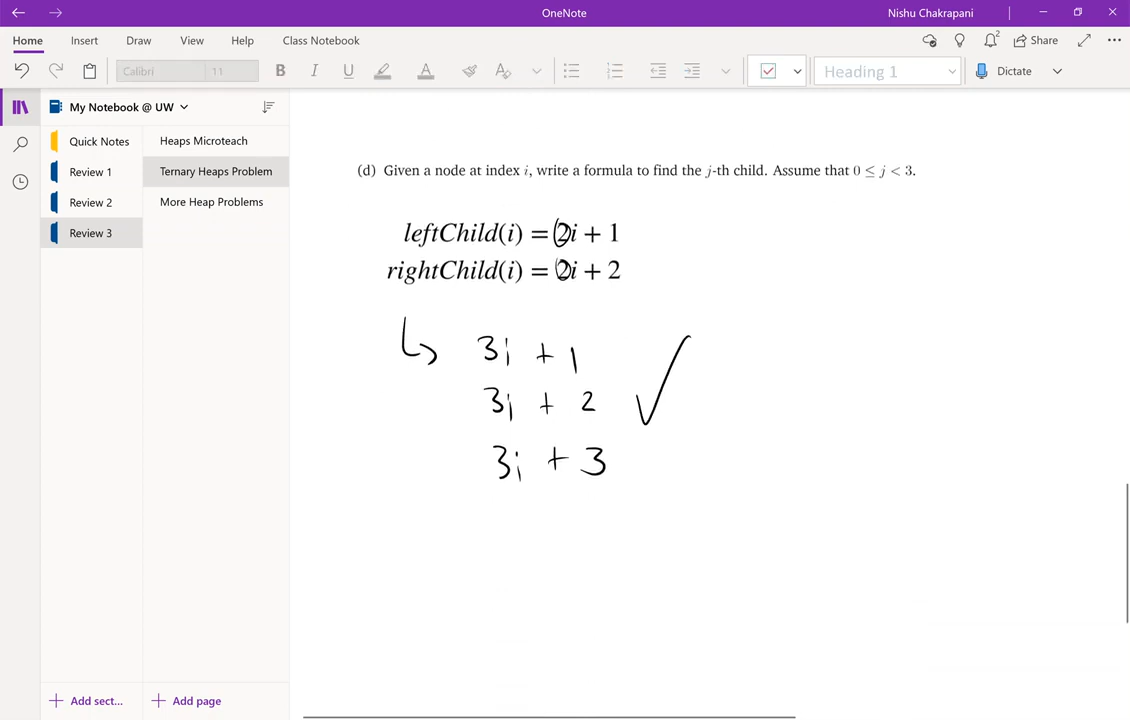 OneNote
Nishu Chakrapani
Home Insert Draw View Help Class Notebook
2 Share
Calibri 11 B I U A Heading 1 Dictate
My Notebook @ UW
Quick Notes
Review 1
Review 2
Review 3
Heaps Microteach
Ternary Heaps Problem
More Heap Problems
(d) Given a node at index i, write a formula to find the j-th child. Assume that 0 ≤ j < 3.
leftChild(i) = 2i + 1
rightChild(i) = 2i + 2
3i + 1
3i + 2
3i + 3
Add sect... Add page